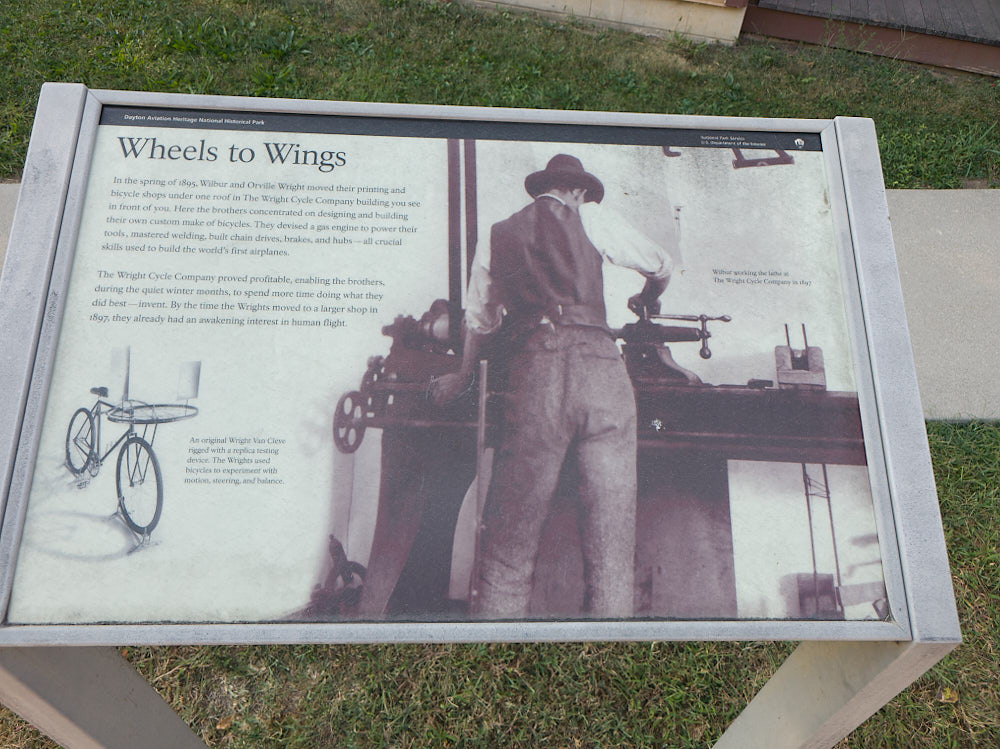 Dayton Aviation Heritage National Historical Park
National Park Service
U.S. Department of the Interior
Wheels to Wings
In the spring of 1895, Wilbur and Orville Wright moved their printing and
bicycle shops under one roof in The Wright Cycle Company building you see
in front of you. Here the brothers concentrated on designing and building
their own custom make of bicycles. They devised a gas engine to power their
tools, mastered welding, built chain drives, brakes, and hubs—all crucial
skills used to build the world's first airplanes.
The Wright Cycle Company proved profitable, enabling the brothers,
during the quiet winter months, to spend more time doing what they
did best—invent. By the time the Wrights moved to a larger shop in
1897, they already had an awakening interest in human flight.
Wilbur working the lathe at
The Wright Cycle Company in 1897
An original Wright Van Cleve
rigged with a replica testing
device. The Wrights used
bicycles to experiment with
motion, steering, and balance.